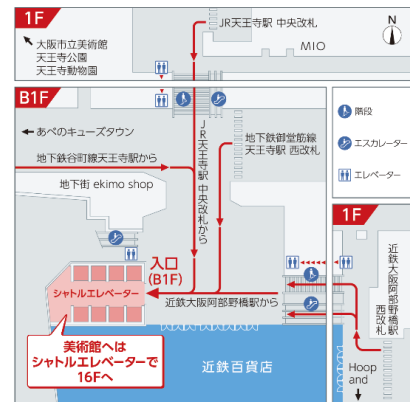 1F
JR天王寺駅 中央改札
MIO
N
大阪市立美術館
天王寺公園
天王寺動物園
B1F
あべのキューズタウン
地下鉄谷町線天王寺駅から
地下街 ekimo shop
JR天王寺駅 中央改札から
地下鉄御堂筋線
天王寺駅 西改札
階段
エスカレーター
エレベーター
入口
(B1F)
シャトルエレベーター
近鉄大阪阿部野橋駅から
美術館へは
シャトルエレベーターで
16Fへ
近鉄百貨店
1F
近鉄大阪阿部野橋駅
西改札
Hoop
and